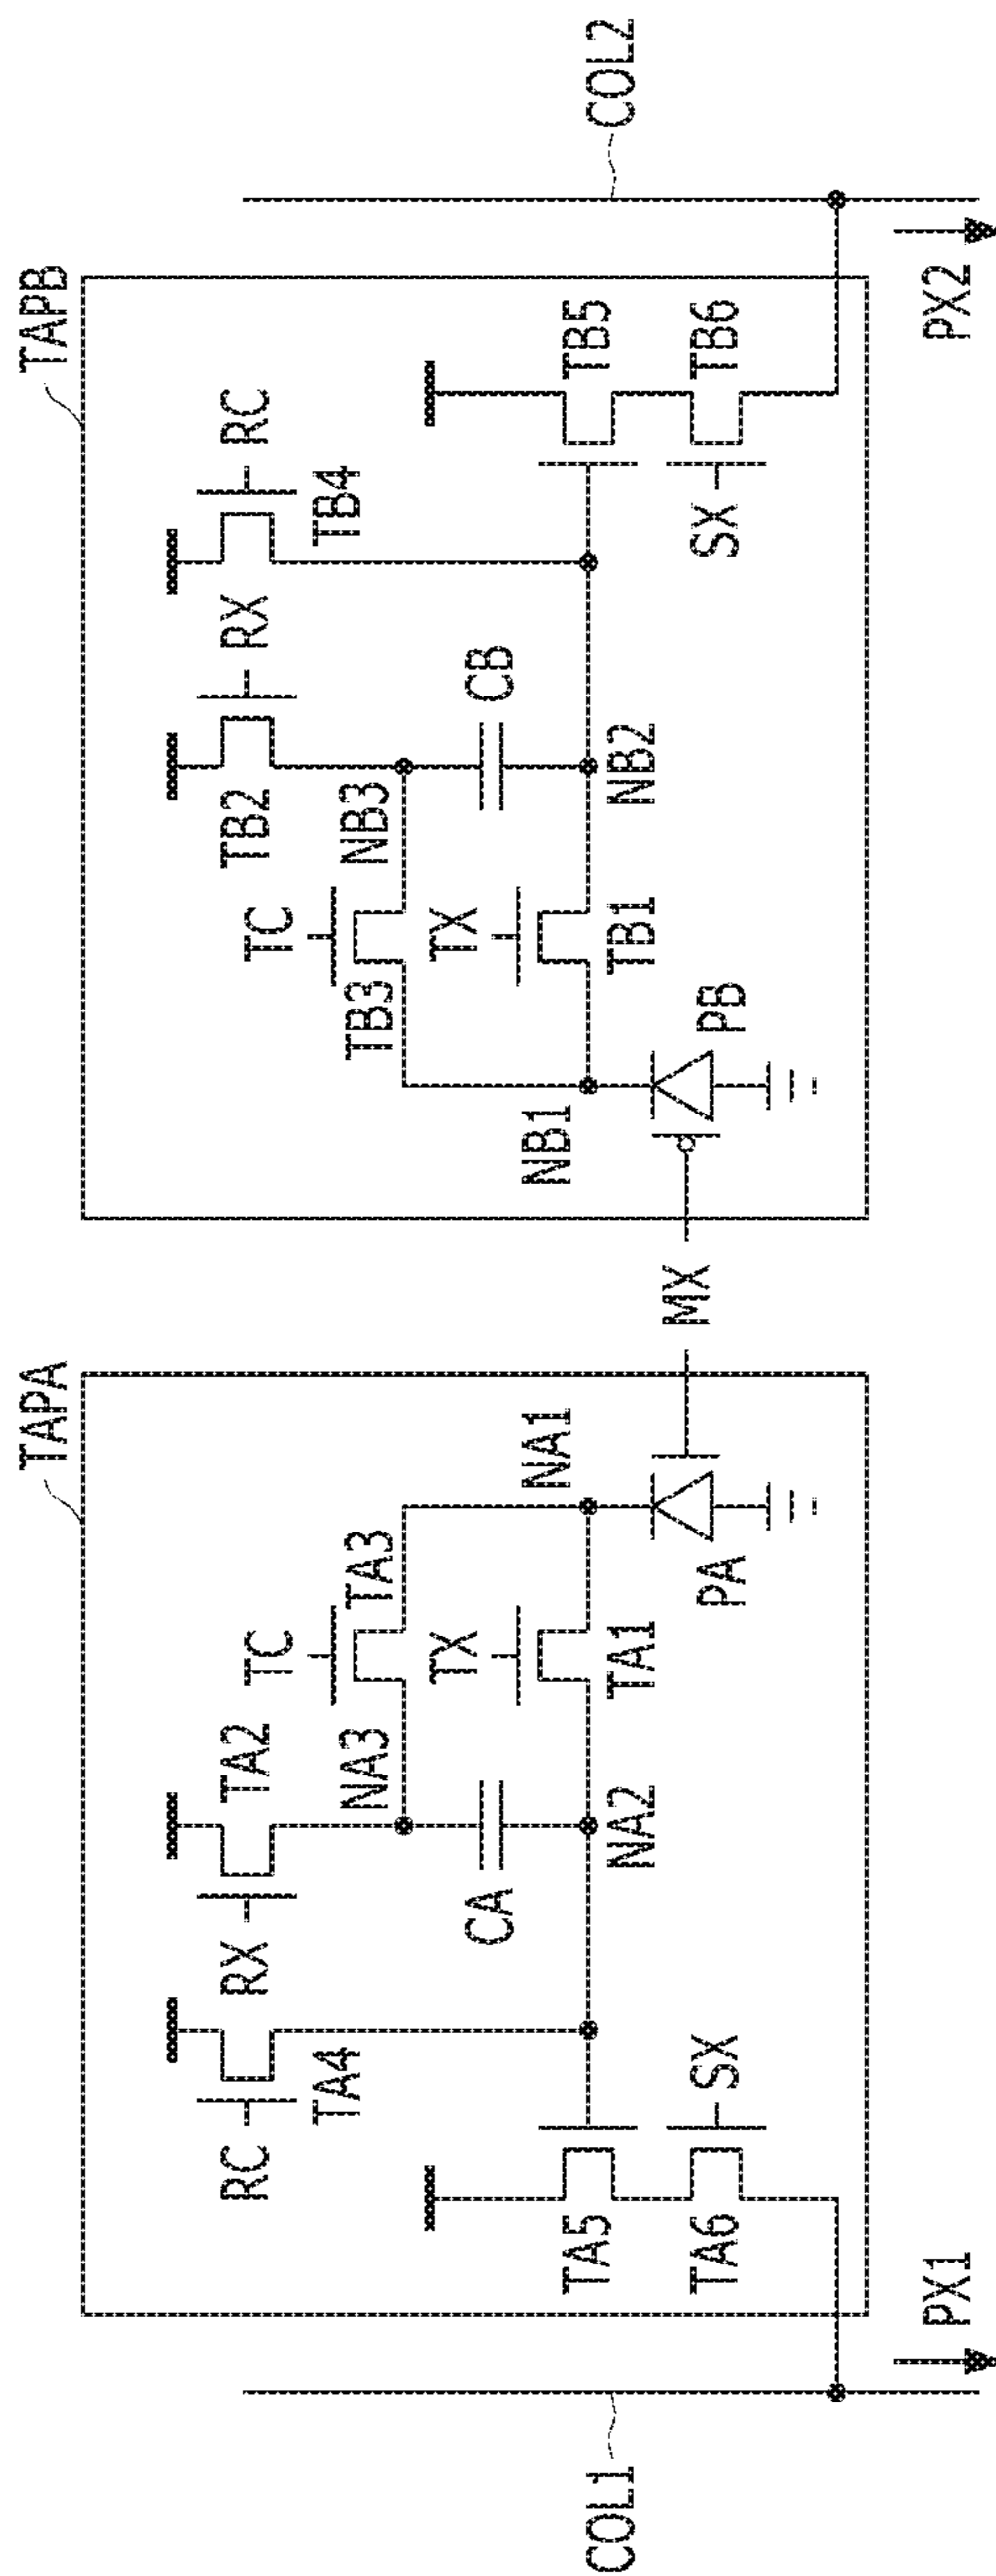 TAPA
TAPB
RC
TA4
RX
TA2
TC
TA3
TC
TB3
TB2
RX
TB4
RC
NA3
NB3
CA
TX
NA1
TX
CB
COL1
TA5
NA2
TA1
NB1
TB1
NB2
TB5
COL2
TA6
SX
PA
MX
PB
SX
TB6
PX1
PX2